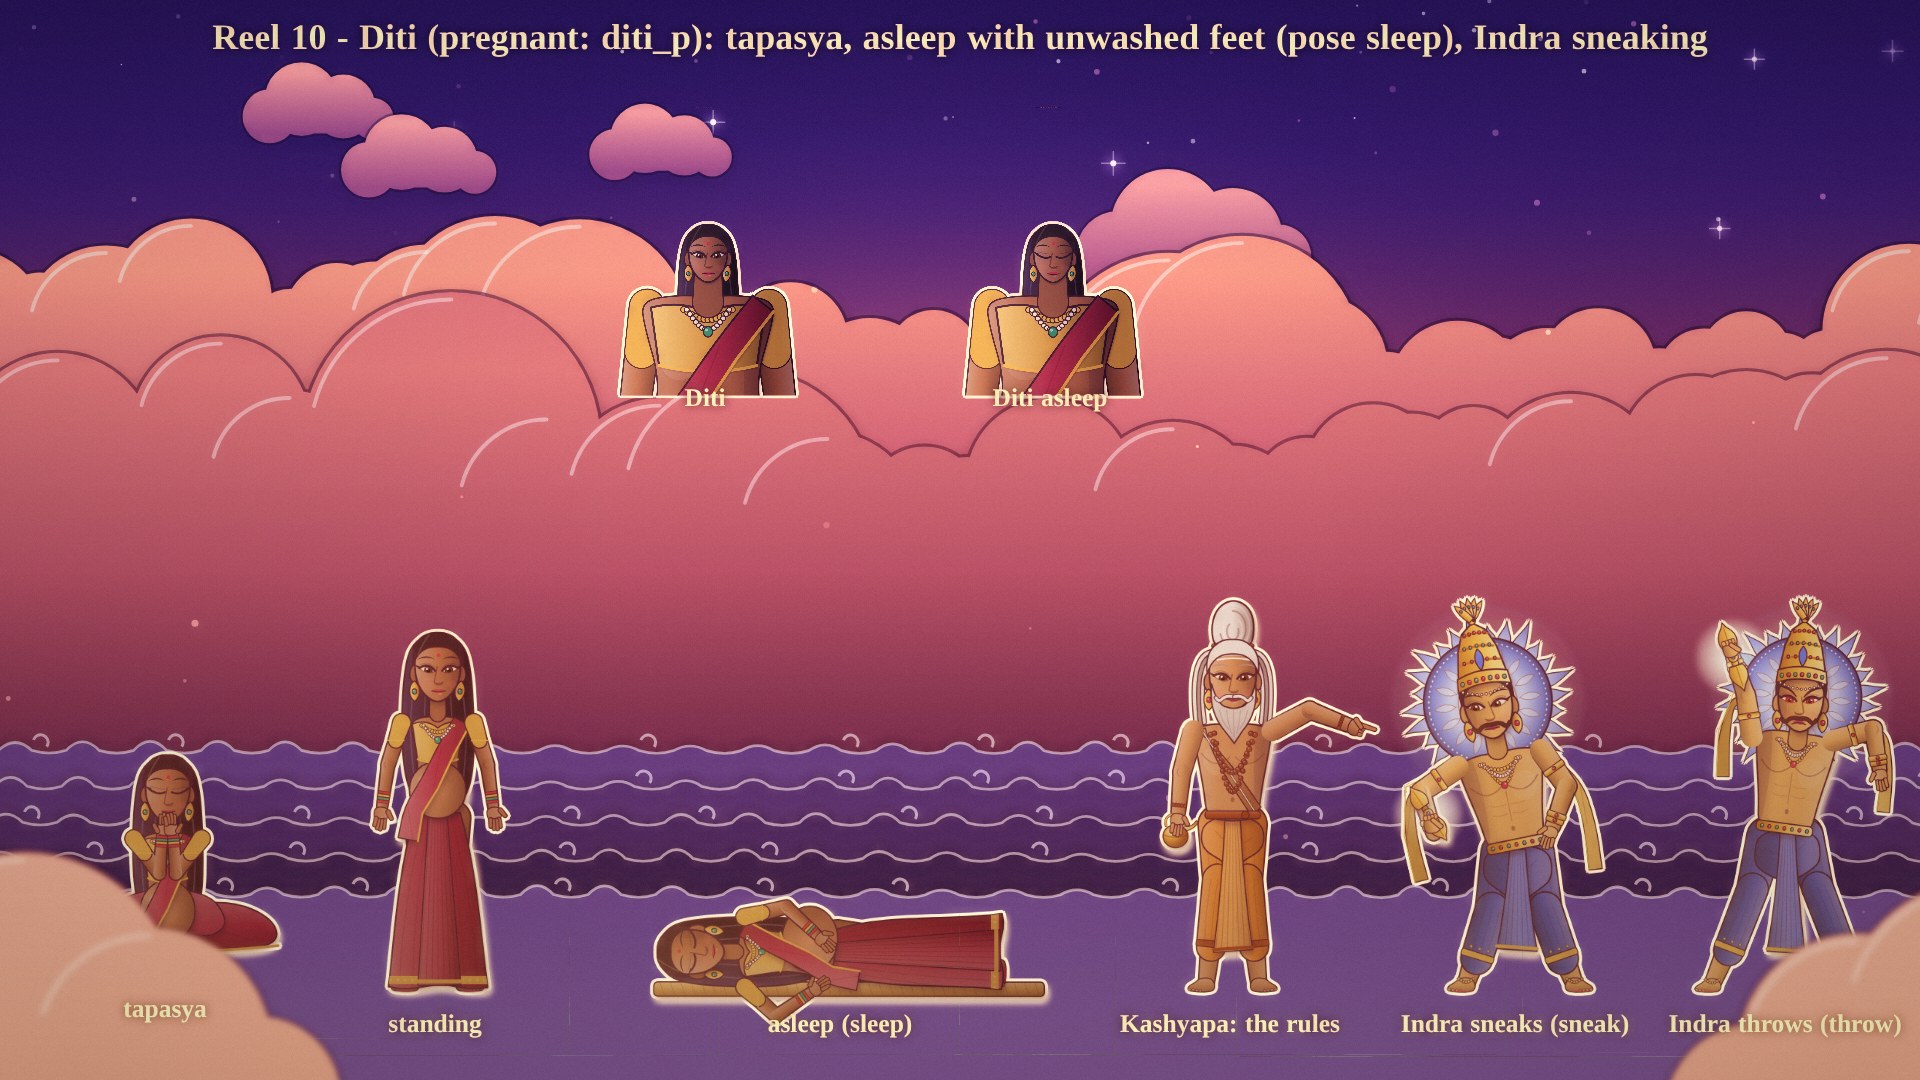 Reel 10 - Diti (pregnant: diti_p): tapasya, asleep with unwashed feet (pose sleep), Indra sneaking
Diti
Diti asleep
tapasya
standing
asleep (sleep)
Kashyapa: the rules
Indra sneaks (sneak)
Indra throws (throw)